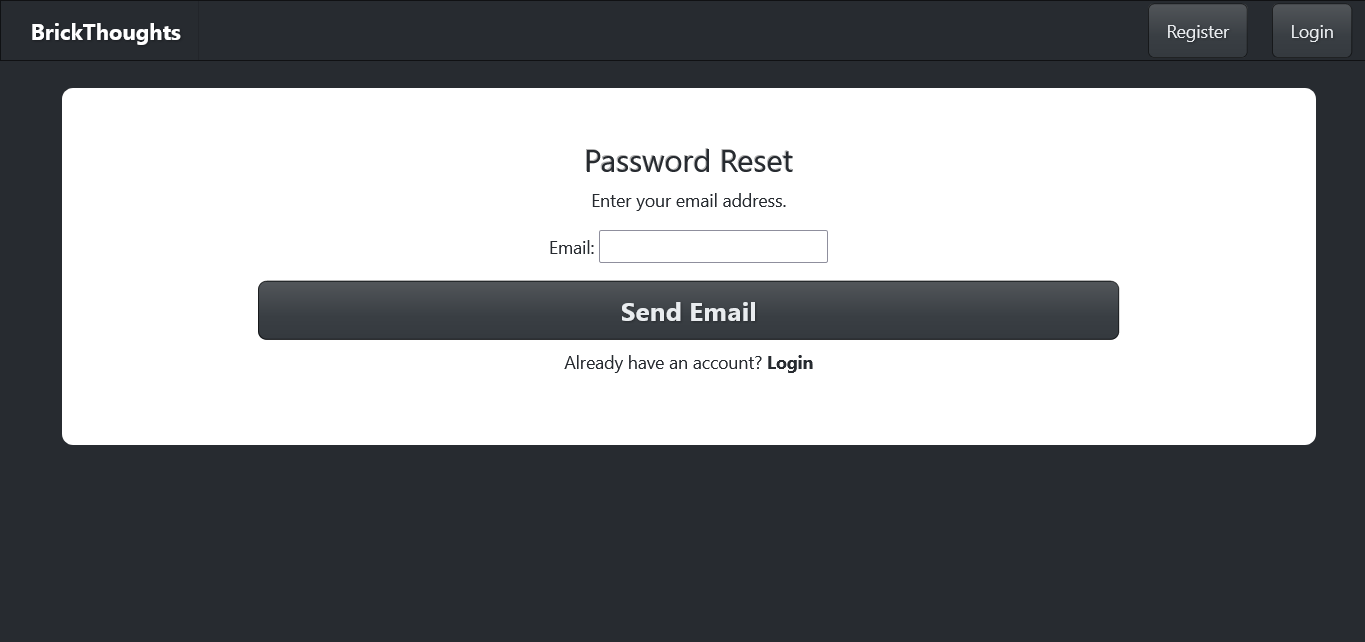 BrickThoughts
Register
Login
Password Reset
Enter your email address.
Email:
Send Email
Already have an account? Login